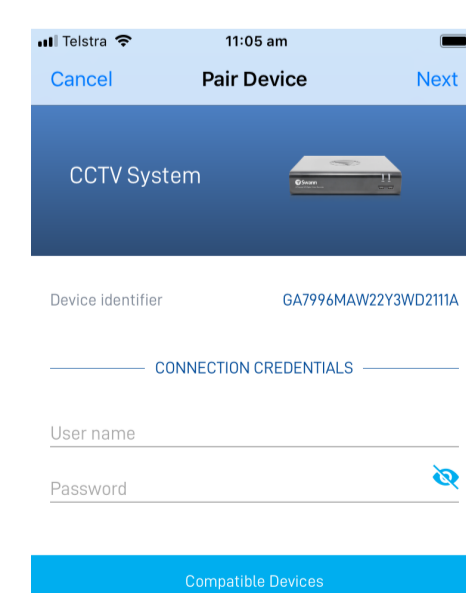 Telstra 11:05 am
Cancel Pair Device Next
CCTV System
Swann
Device identifier GA7996MAW22Y3WD2111A
CONNECTION CREDENTIALS
User name
Password
Compatible Devices